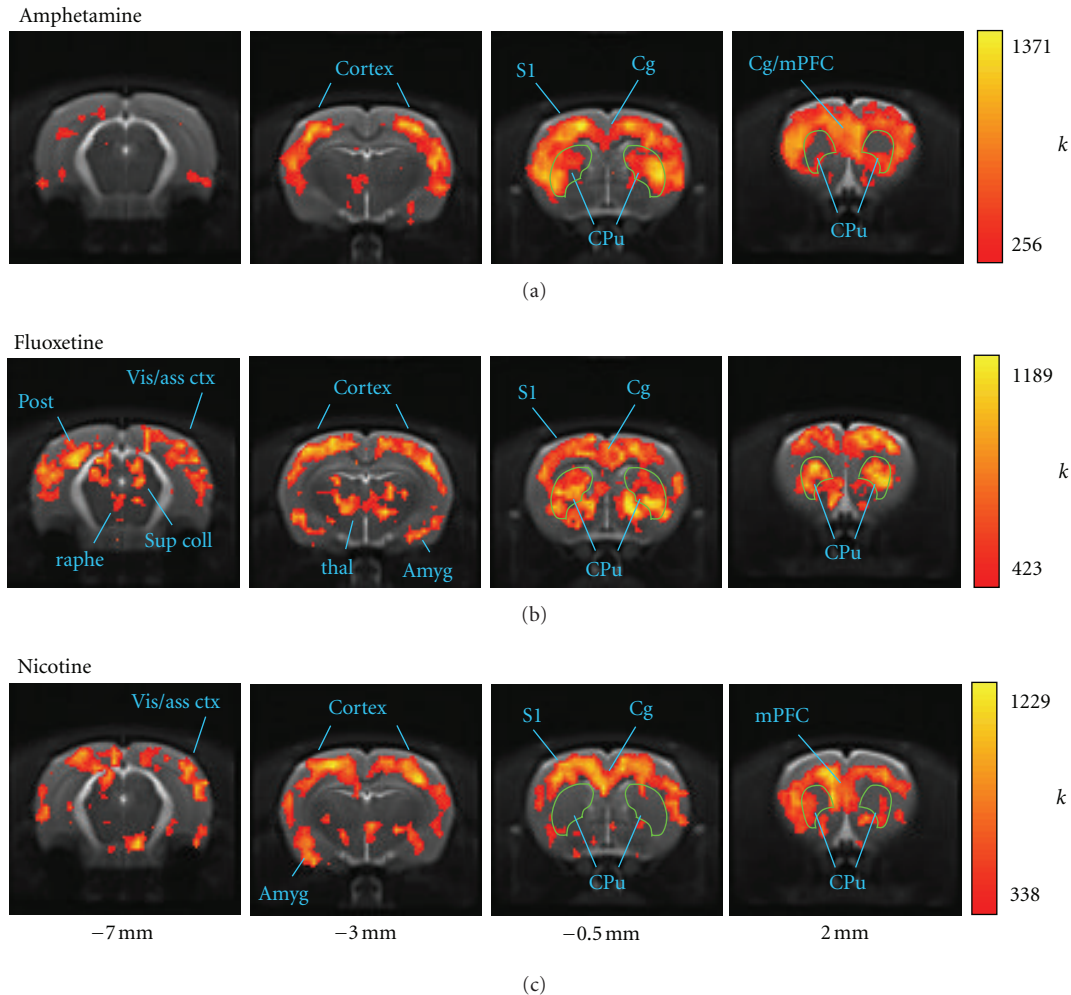 Amphetamine
Cortex
S1
Cg
Cg/mPFC
CPu
CPu
1371
k
256
(a)
Fluoxetine
Post
Vis/ass ctx
raphe
Sup coll
Cortex
thal
Amyg
S1
Cg
CPu
CPu
1189
k
423
(b)
Nicotine
Vis/ass ctx
Cortex
Amyg
S1
Cg
CPu
mPFC
CPu
1229
k
338
−7 mm
−3 mm
−0.5 mm
2 mm
(c)